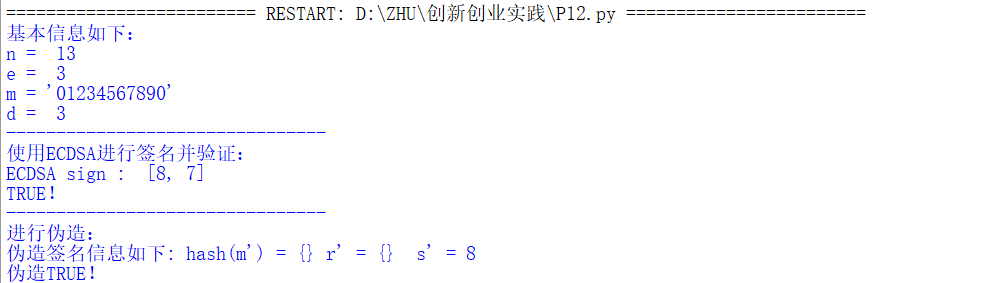 ========================= RESTART: D:\ZHU\创新创业实践\P12.py ========================
基本信息如下：
n =  13
e =  3
m = '01234567890'
d =  3
--------------------------------
使用ECDSA进行签名并验证：
ECDSA sign :  [8, 7]
TRUE！
--------------------------------
进行伪造：
伪造签名信息如下: hash(m') = {} r' = {}  s' = 8
伪造TRUE！